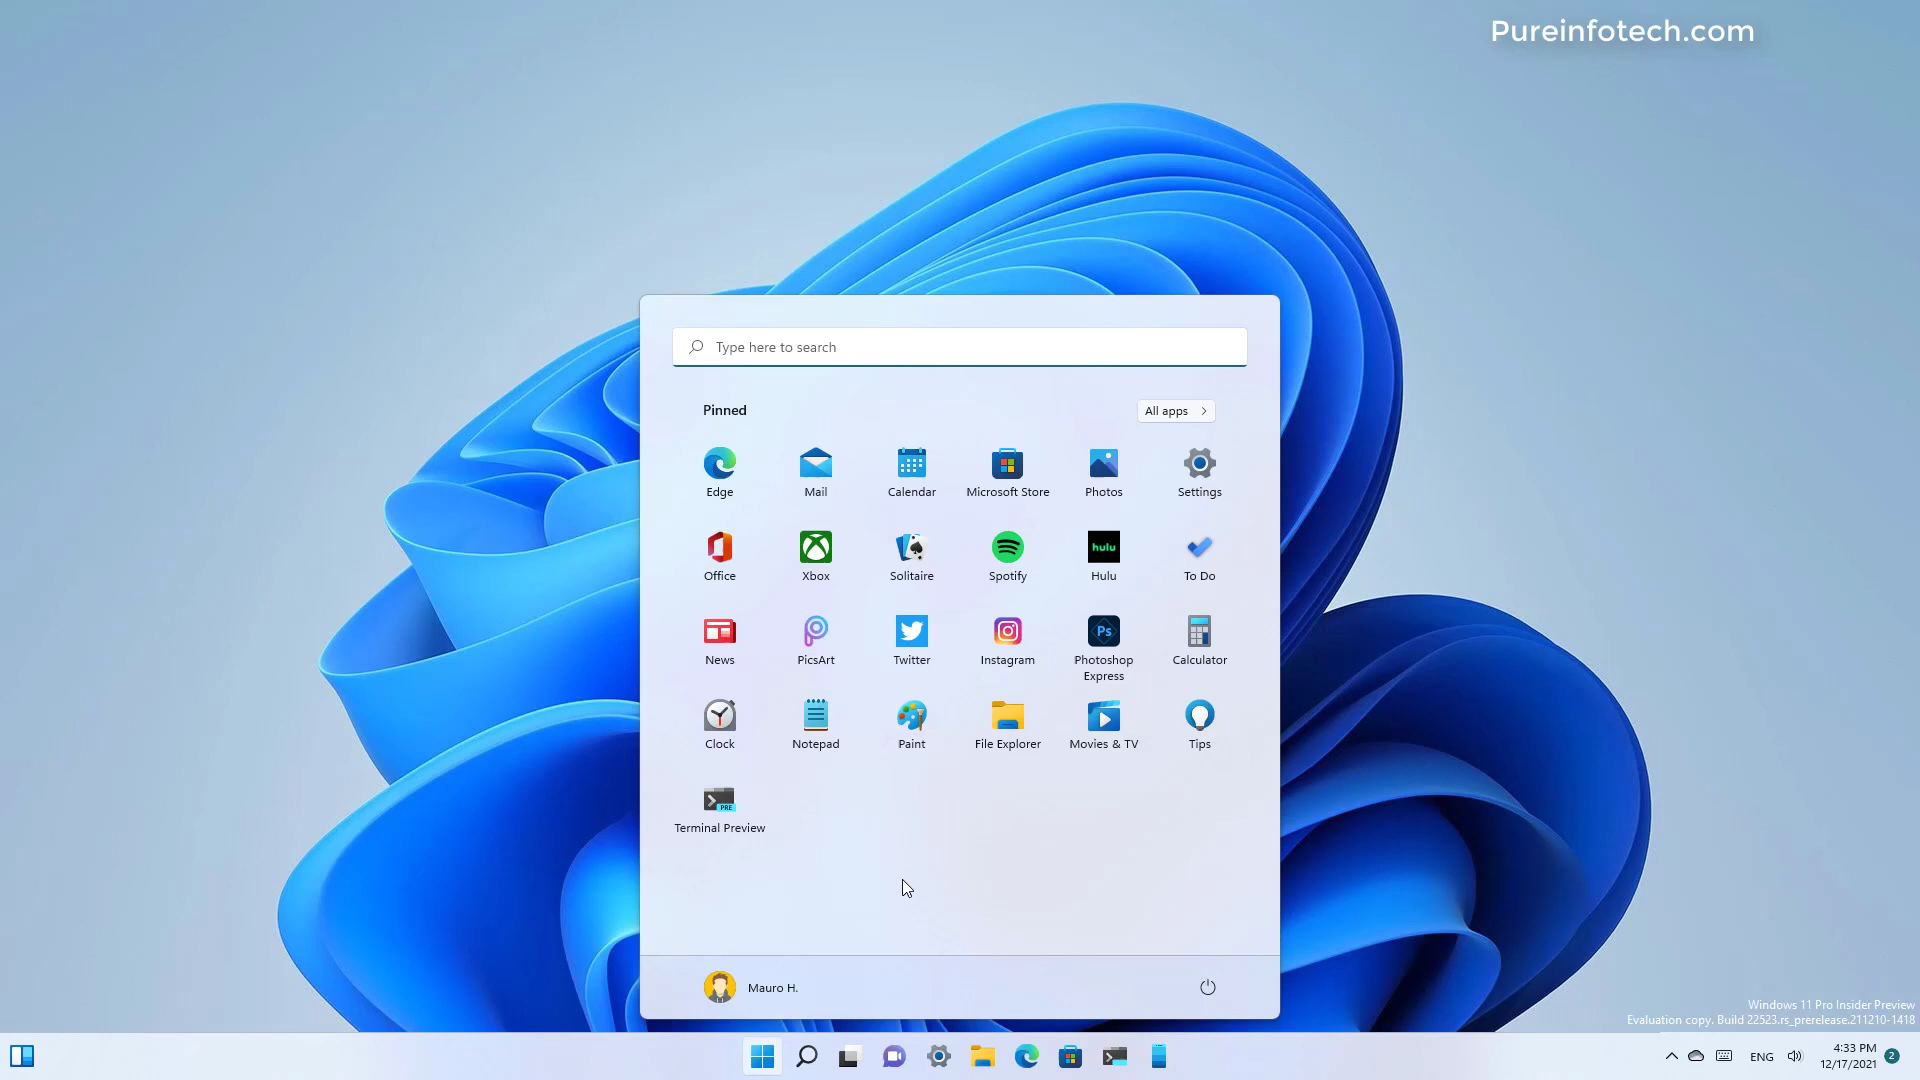 Pureinfotech.com
Type here to search
Pinned
All apps
Edge
Mail
Calendar
Microsoft Store
Photos
Settings
Office
Xbox
Solitaire
Spotify
hulu
Hulu
To Do
News
PicsArt
Twitter
Instagram
Ps
Photoshop
Express
Calculator
Clock
Notepad
Paint
File Explorer
Movies & TV
Tips
PRE
Terminal Preview
Mauro H.
Windows 11 Pro Insider Preview
Evaluation copy. Build 22523.rs_prerelease.211210-1418
ENG
4:33 PM
12/17/2021
2